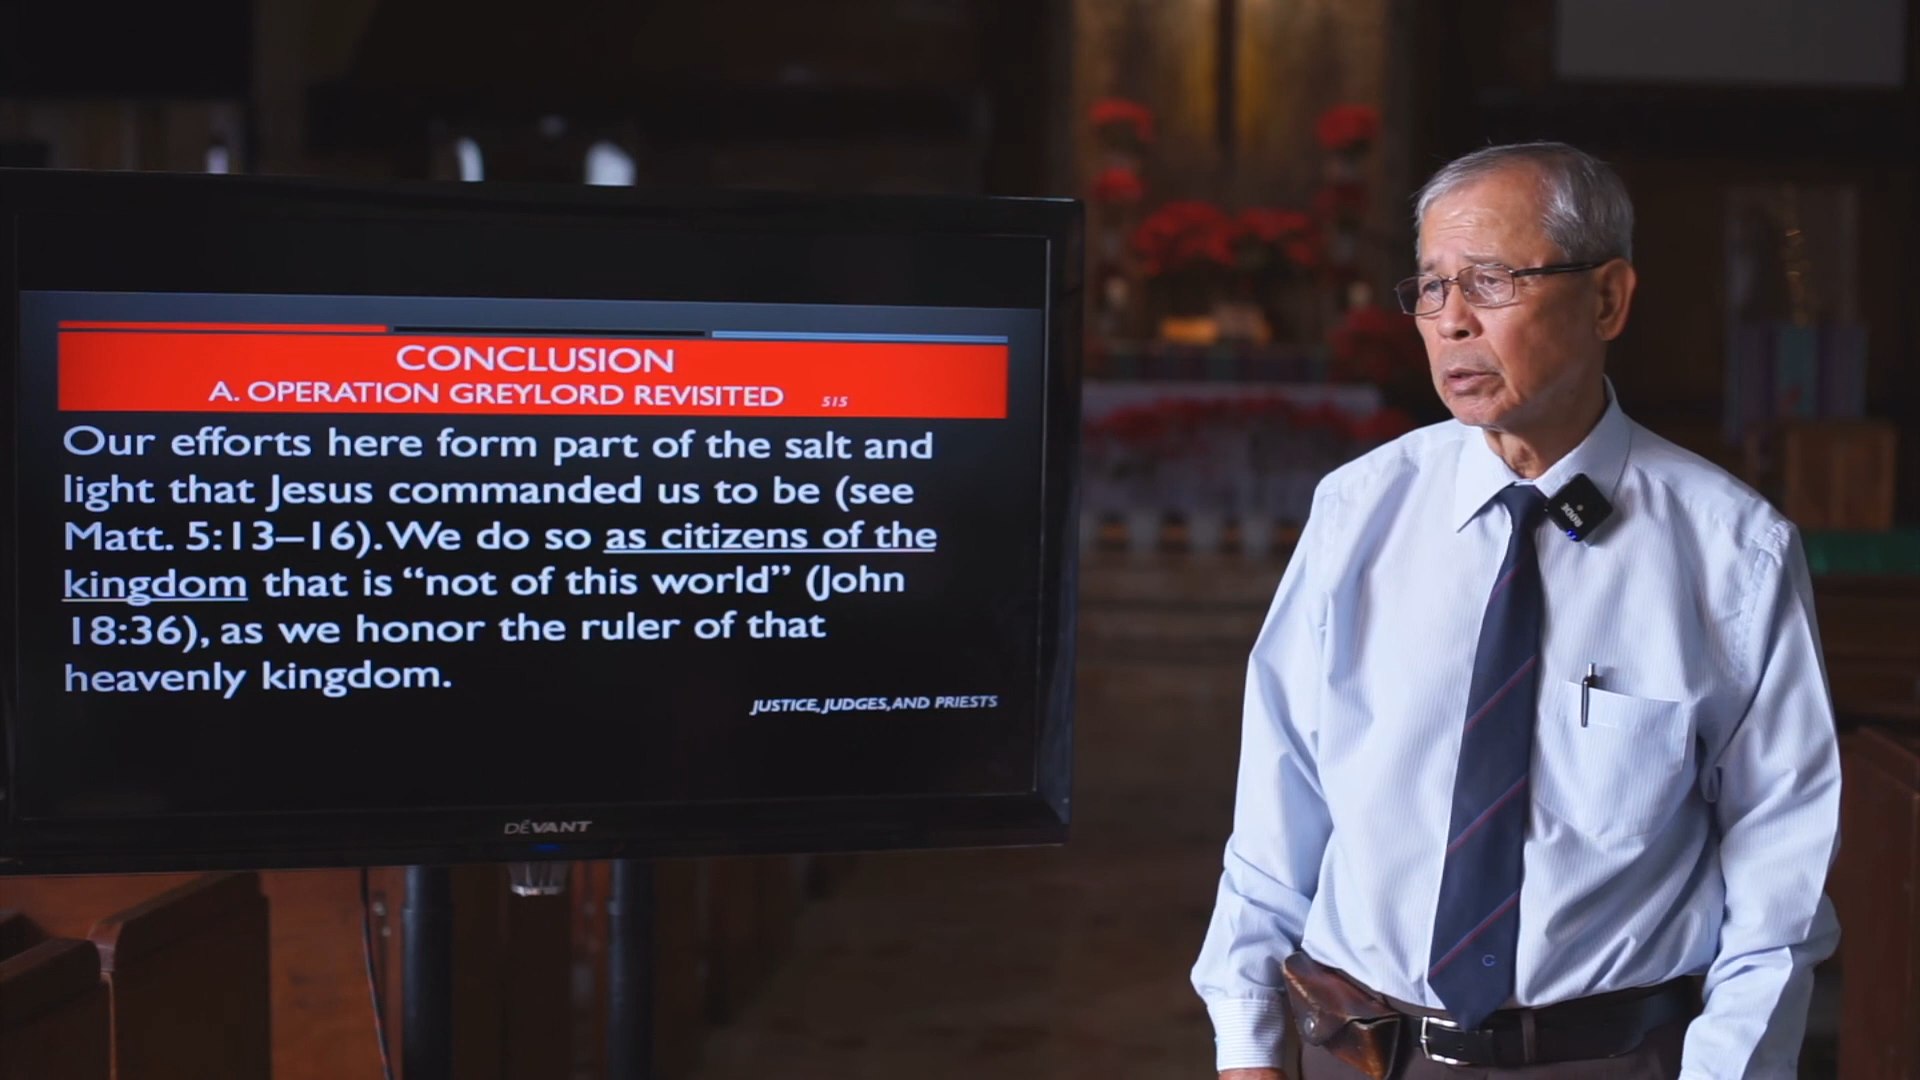 CONCLUSION
A. OPERATION GREYLORD REVISITED 515
Our efforts here form part of the salt and
light that Jesus commanded us to be (see
Matt. 5:13–16). We do so as citizens of the
kingdom that is “not of this world” (John
18:36), as we honor the ruler of that
heavenly kingdom.
JUSTICE, JUDGES, AND PRIESTS
DEVANT
RØDE
C